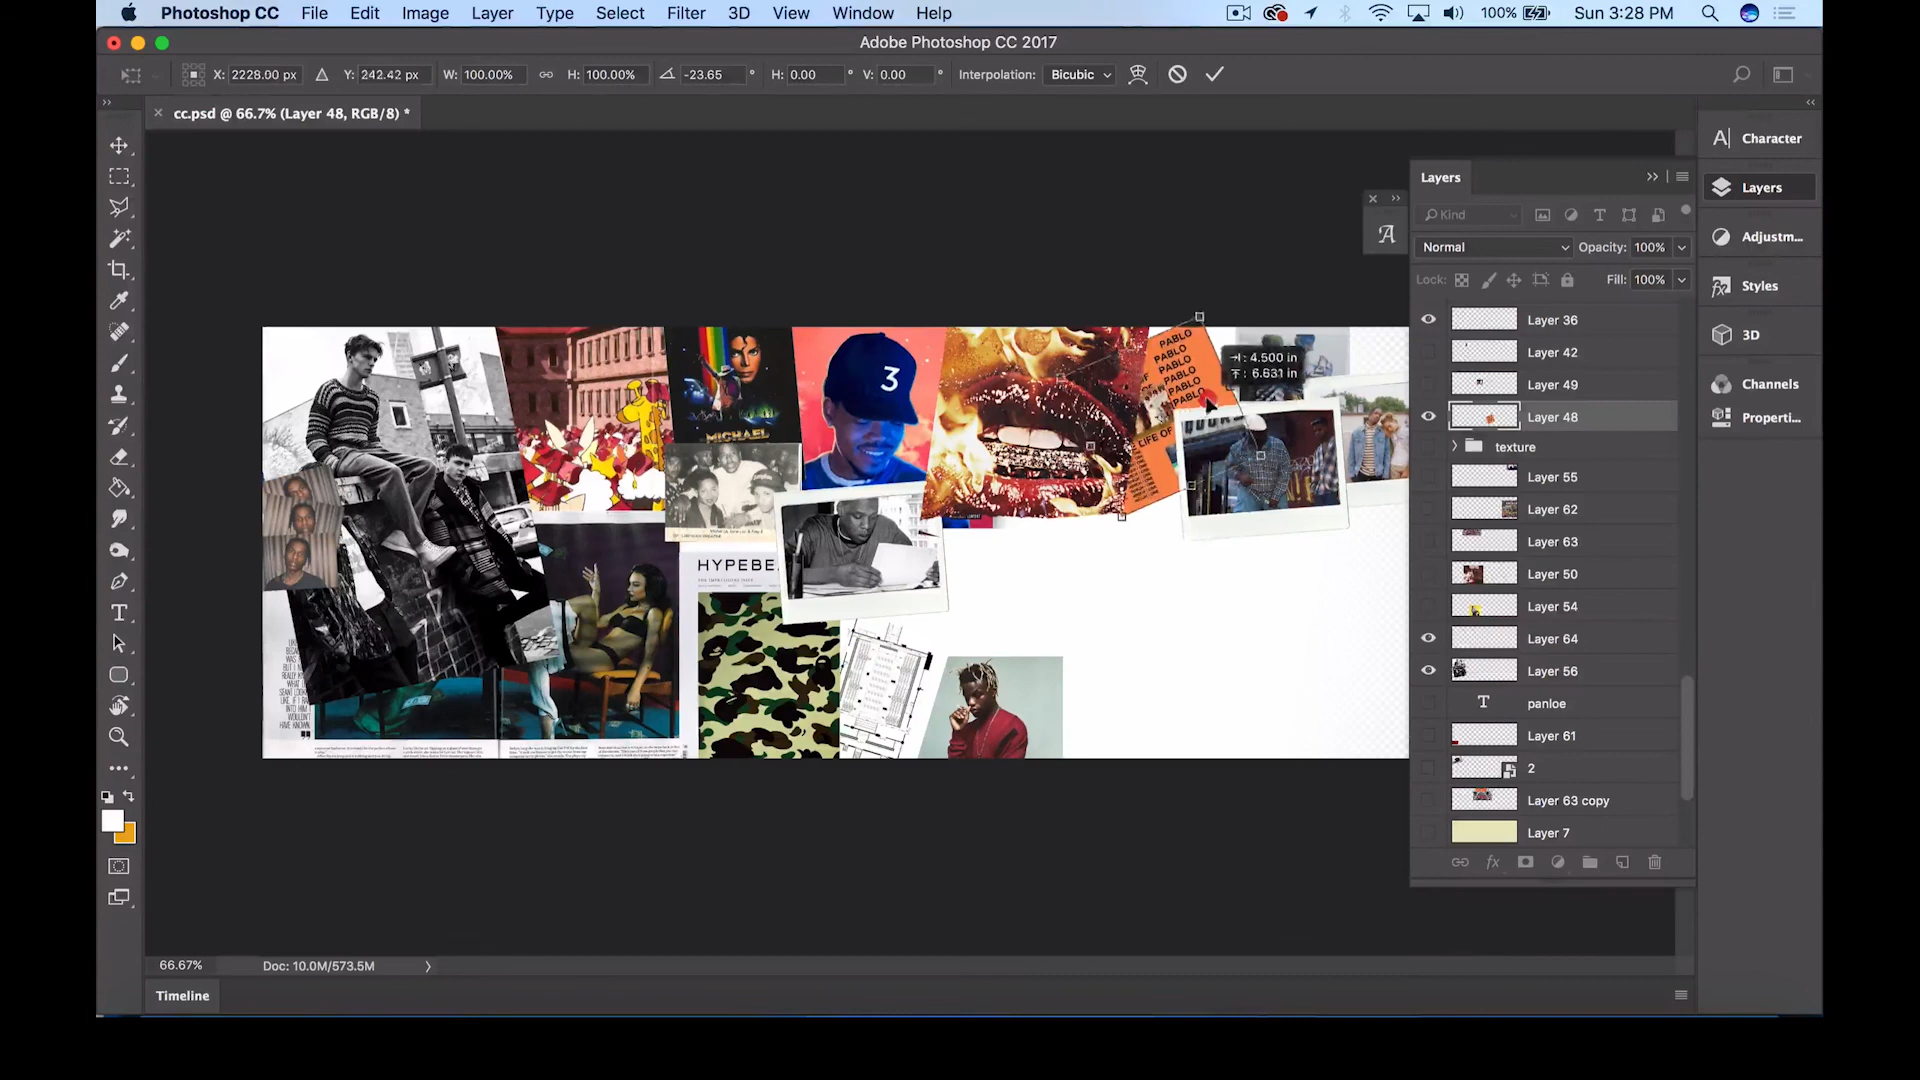 Photoshop CC File Edit Image Layer Type Select Filter 3D View Window Help 100% Sun 3:28 PM
Adobe Photoshop CC 2017
X: 2228.00 px Y: 242.42 px W: 100.00% H: 100.00% -23.65 ° H: 0.00 ° V: 0.00 ° Interpolation: Bicubic
cc.psd @ 66.7% (Layer 48, RGB/8) *
Character
Layers
Adjustm...
Styles
3D
Channels
Properti...
Layers
Kind
Normal Opacity: 100%
Lock: Fill: 100%
Layer 36
Layer 42
Layer 49
Layer 48
texture
Layer 55
Layer 62
Layer 63
Layer 50
Layer 54
Layer 64
Layer 56
T panloe
Layer 61
2
Layer 63 copy
Layer 7
fx
A
: 4.500 in
: 6.631 in
PABLO
PABLO
PABLO
PABLO
PABLO
PABLO
LIFE OF
3
MICHAEL
HYPEBE
66.67% Doc: 10.0M/573.5M
Timeline